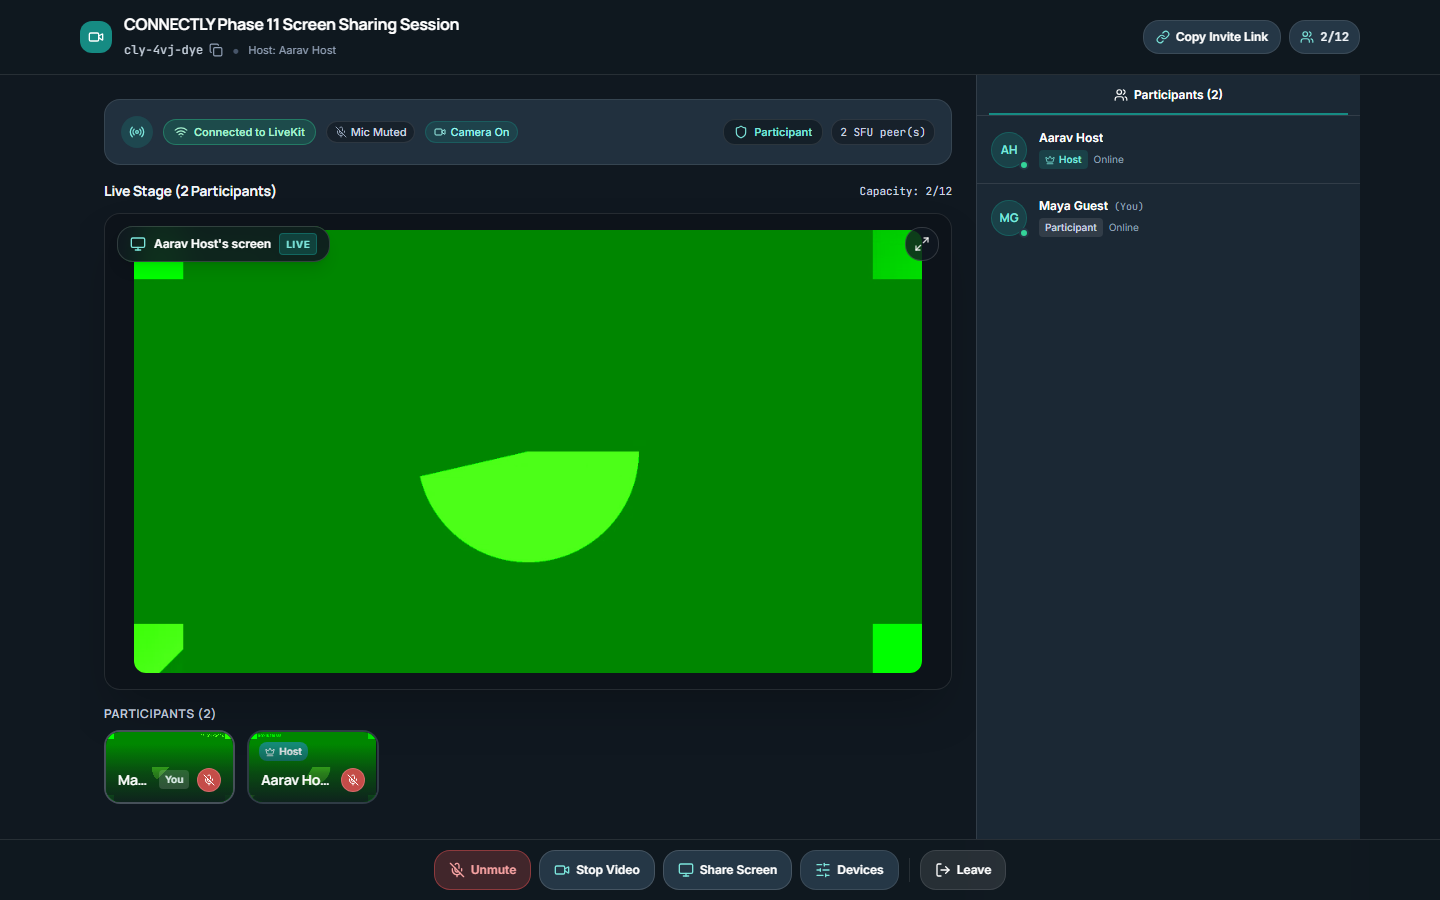 CONNECTLY Phase 11 Screen Sharing Session
cly-4vj-dye
Host: Aarav Host
Copy Invite Link
2/12
Connected to LiveKit
Mic Muted
Camera On
Participant
2 SFU peer(s)
Live Stage (2 Participants)
Capacity: 2/12
Aarav Host's screen
LIVE
PARTICIPANTS (2)
Ma...
You
Host
Aarav Ho...
Participants (2)
AH
Aarav Host
Host
Online
MG
Maya Guest (You)
Participant
Online
Unmute
Stop Video
Share Screen
Devices
Leave